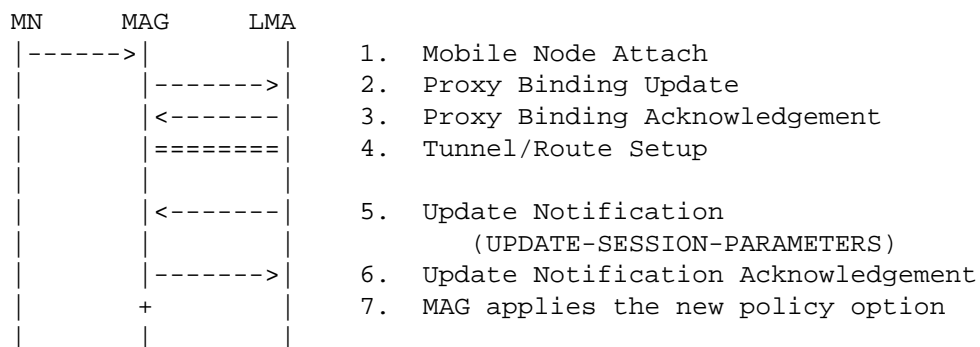 MN MAG LMA
|------>| | 1. Mobile Node Attach
| |------->| 2. Proxy Binding Update
| |<-------| 3. Proxy Binding Acknowledgement
| |========| 4. Tunnel/Route Setup
| | |
| |<-------| 5. Update Notification
| | | (UPDATE-SESSION-PARAMETERS)
| |------->| 6. Update Notification Acknowledgement
| + | 7. MAG applies the new policy option
| | |